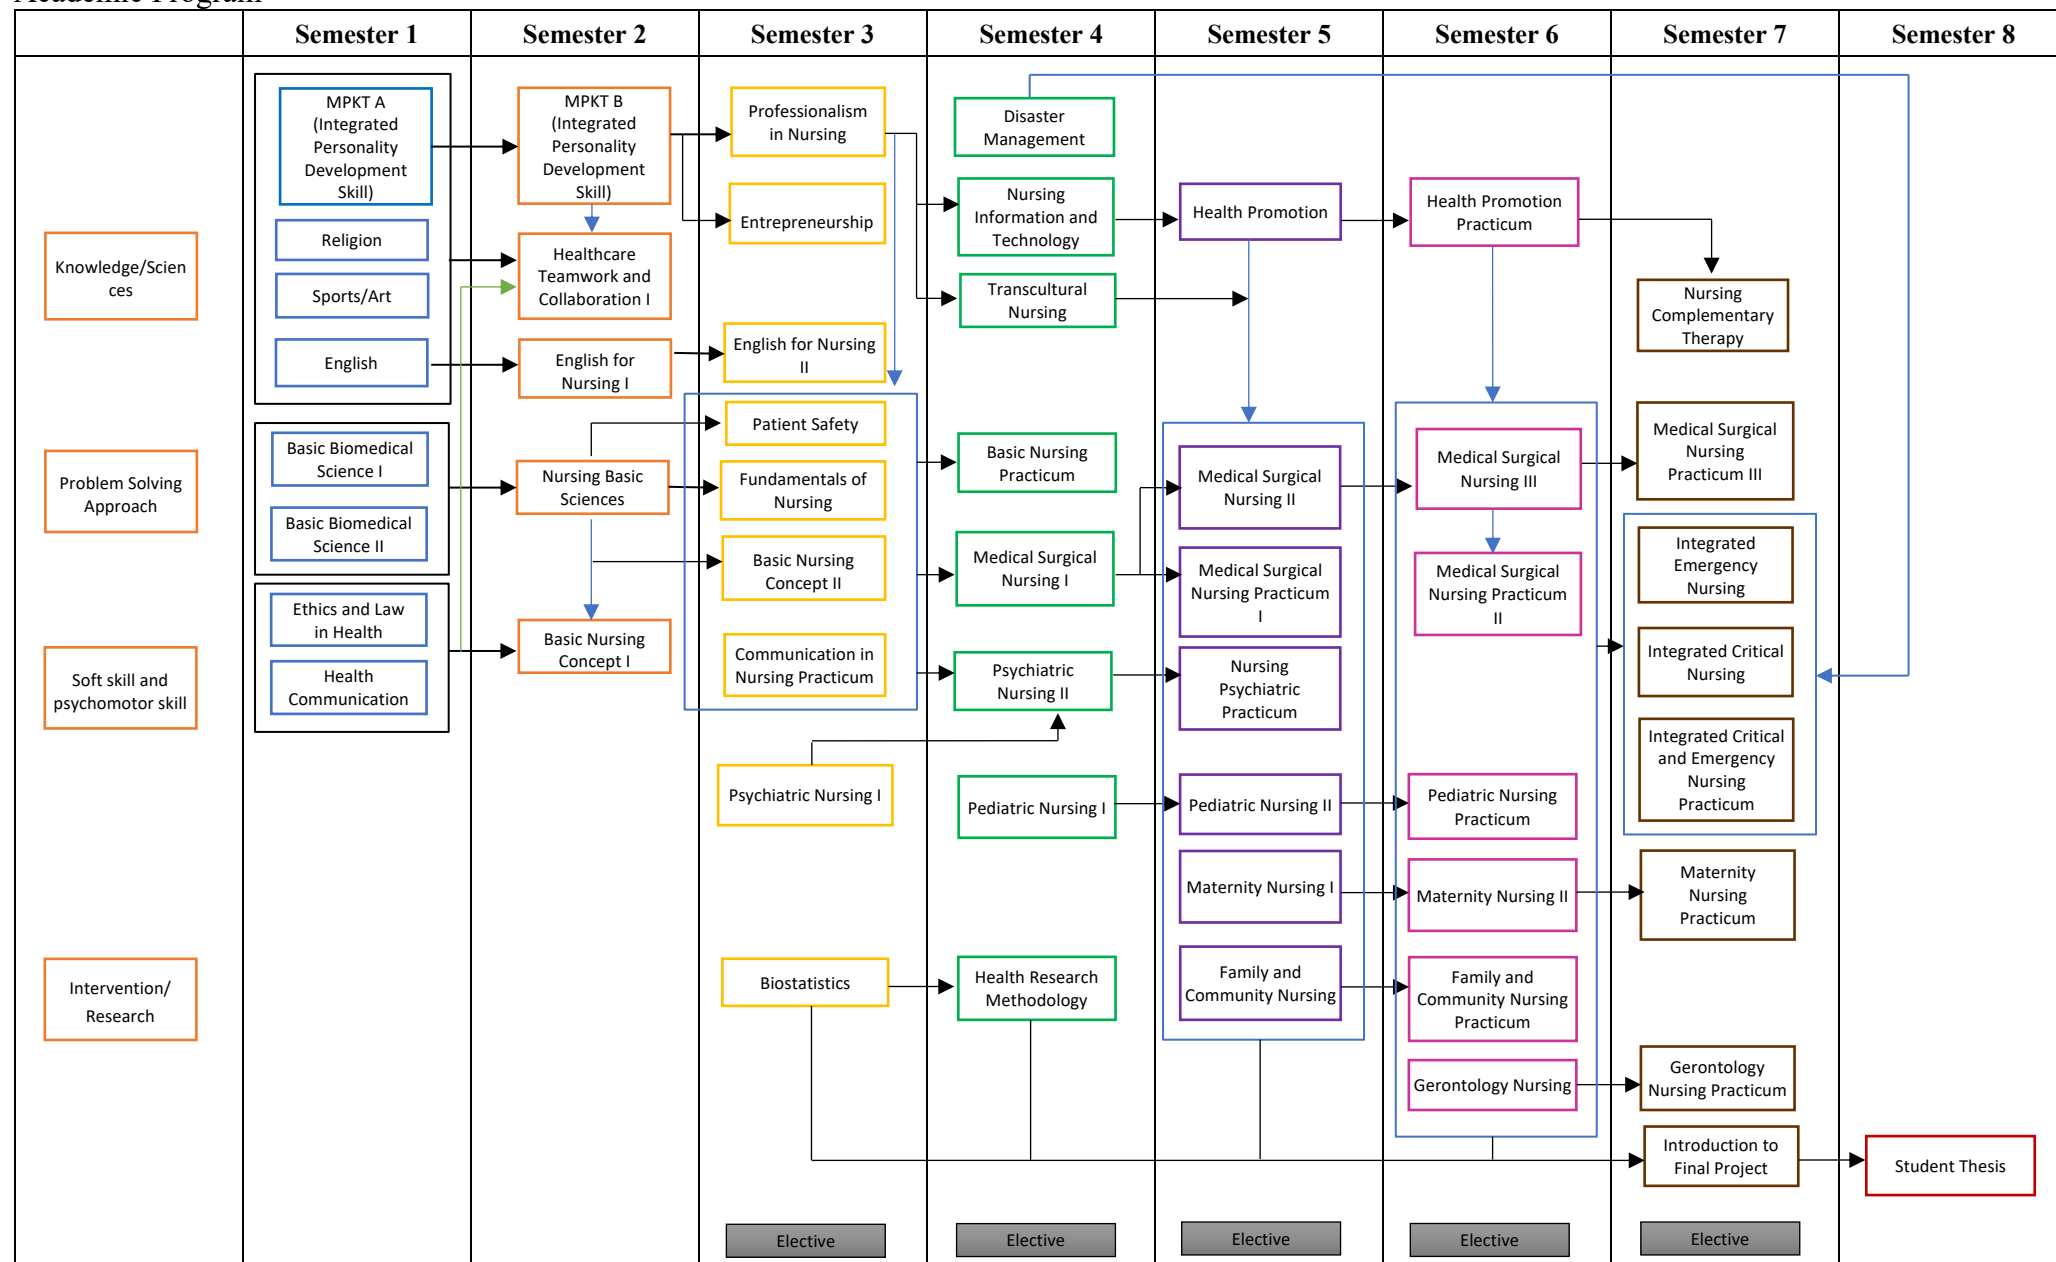 Academic Program
Semester 1
Semester 2
Semester 3
Semester 4
Semester 5
Semester 6
Semester 7
Semester 8
Knowledge/Scien
ces
Problem Solving
Approach
Soft skill and
psychomotor skill
Intervention/
Research
MPKT A
(Integrated
Personality
Development
Skill)
Religion
Sports/Art
English
Basic Biomedical
Science I
Basic Biomedical
Science II
Ethics and Law
in Health
Health
Communication
MPKT B
(Integrated
Personality
Development
Skill)
Healthcare
Teamwork and
Collaboration I
English for
Nursing I
Nursing Basic
Sciences
Basic Nursing
Concept I
Professionalism
in Nursing
Entrepreneurship
English for Nursing
II
Patient Safety
Fundamentals of
Nursing
Basic Nursing
Concept II
Communication in
Nursing Practicum
Psychiatric Nursing I
Biostatistics
Elective
Disaster
Management
Nursing
Information and
Technology
Transcultural
Nursing
Basic Nursing
Practicum
Medical Surgical
Nursing I
Psychiatric
Nursing II
Pediatric Nursing I
Health Research
Methodology
Elective
Health Promotion
Medical Surgical
Nursing II
Medical Surgical
Nursing Practicum
I
Nursing
Psychiatric
Practicum
Pediatric Nursing II
Maternity Nursing I
Family and
Community Nursing
Elective
Health Promotion
Practicum
Medical Surgical
Nursing III
Medical Surgical
Nursing Practicum
II
Pediatric Nursing
Practicum
Maternity Nursing II
Family and
Community Nursing
Practicum
Gerontology Nursing
Elective
Nursing
Complementary
Therapy
Medical Surgical
Nursing
Practicum III
Integrated
Emergency
Nursing
Integrated Critical
Nursing
Integrated Critical
and Emergency
Nursing
Practicum
Maternity
Nursing
Practicum
Gerontology
Nursing Practicum
Introduction to
Final Project
Elective
Student Thesis